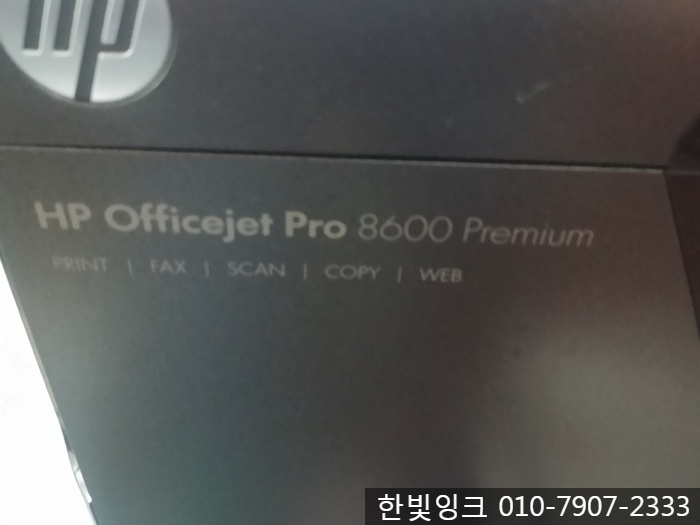 hp
HP Officejet Pro 8600 Premium
PRINT | FAX | SCAN | COPY | WEB
한빛잉크 010-7907-2333